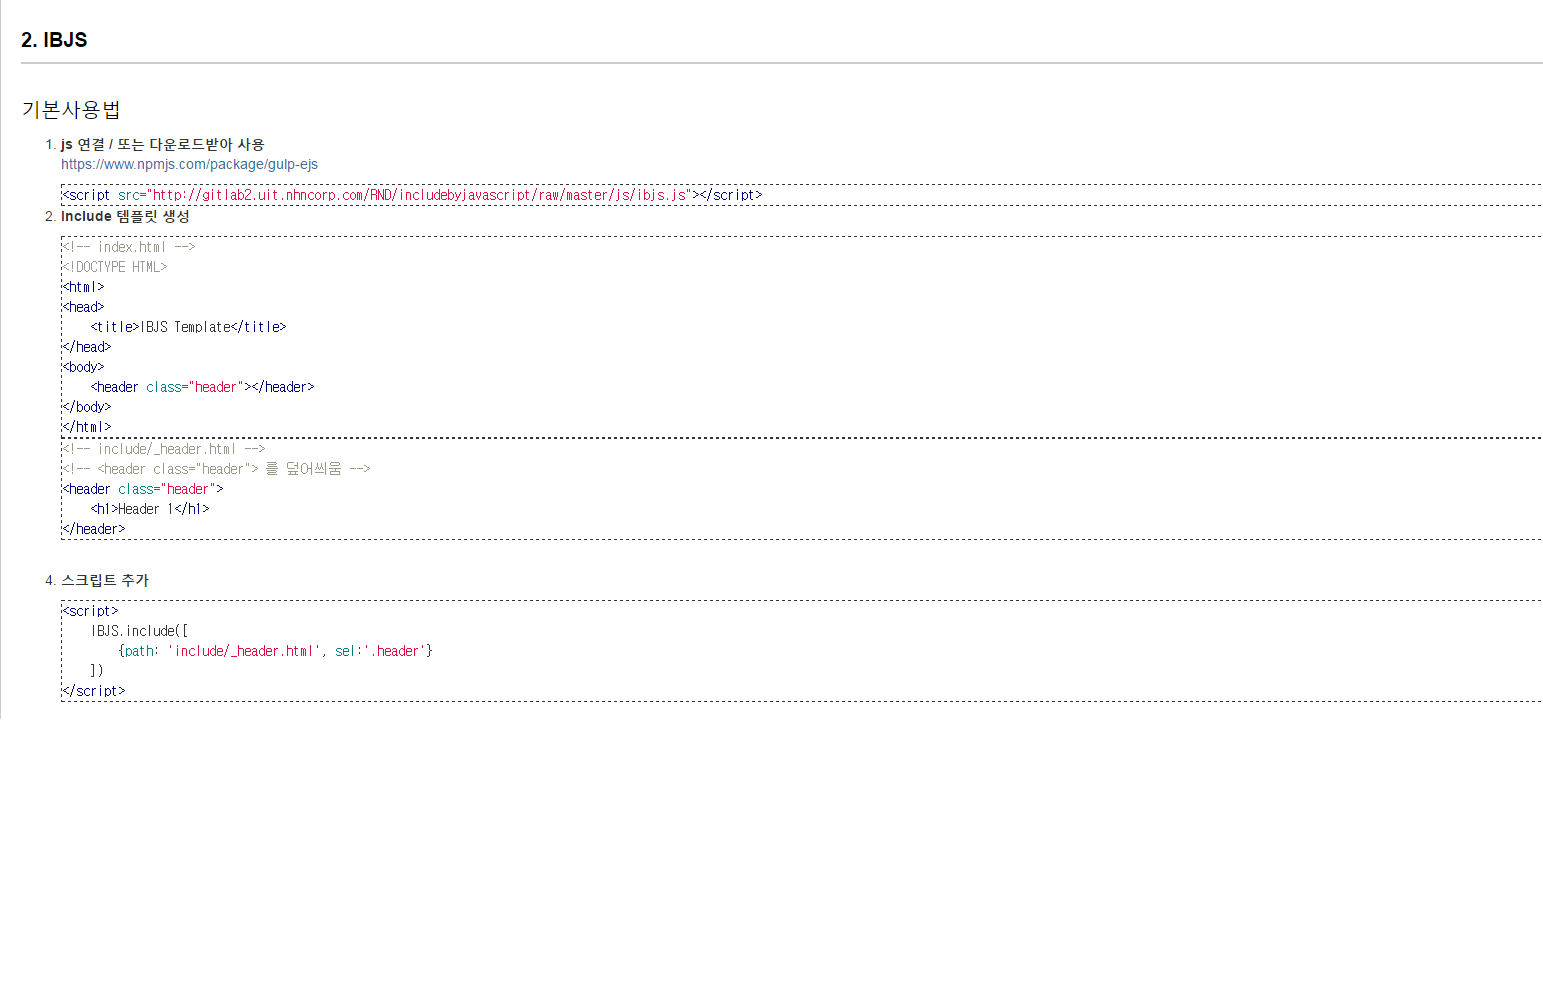 2. IBJS
기본사용법
1. js 연결 / 또는 다운로드받아 사용
https://www.npmjs.com/package/gulp-ejs
<script src="http://gitlab2.uit.nhncorp.com/RND/includebyjavascript/raw/master/js/ibjs.js"></script>
2. Include 템플릿 생성
<!-- index.html -->
<!DOCTYPE HTML>
<html>
<head>
    <title>IBJS Template</title>
</head>
<body>
    <header class="header"></header>
</body>
</html>
<!-- include/_header.html -->
<!-- <header class="header"> 를 덮어씌움 -->
<header class="header">
    <h1>Header 1</h1>
</header>
4. 스크립트 추가
<script>
    IBJS.include([
        {path: 'include/_header.html', sel:'.header'}
    ])
</script>